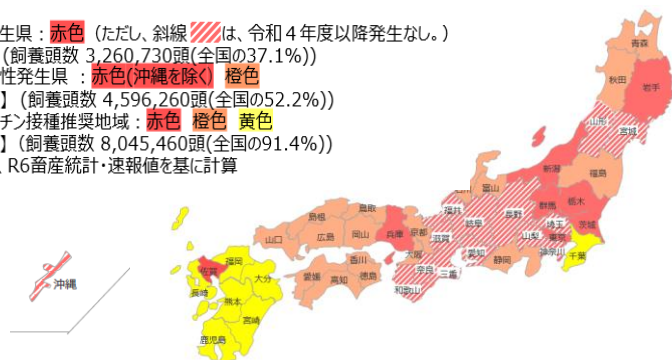 生県：赤色（ただし、斜線　　は、令和４年度以降発生なし。）
（飼養頭数 3,260,730頭(全国の37.1%))
性発生県 ： 赤色(沖縄を除く) 橙色
】（飼養頭数 4,596,260頭(全国の52.2%))
チン接種推奨地域：赤色 橙色 黄色
】（飼養頭数 8,045,460頭(全国の91.4%))
、R6畜産統計・速報値を基に計算
青森
秋田
岩手
山形
宮城
新潟
福島
富山
石川
群馬
栃木
茨城
福井
岐阜
長野
埼玉
山梨
東京
神奈川
千葉
静岡
愛知
滋賀
京都
兵庫
大阪
奈良
三重
和歌山
鳥取
島根
岡山
広島
山口
香川
徳島
愛媛
高知
福岡
佐賀
長崎
大分
熊本
宮崎
鹿児島
沖縄